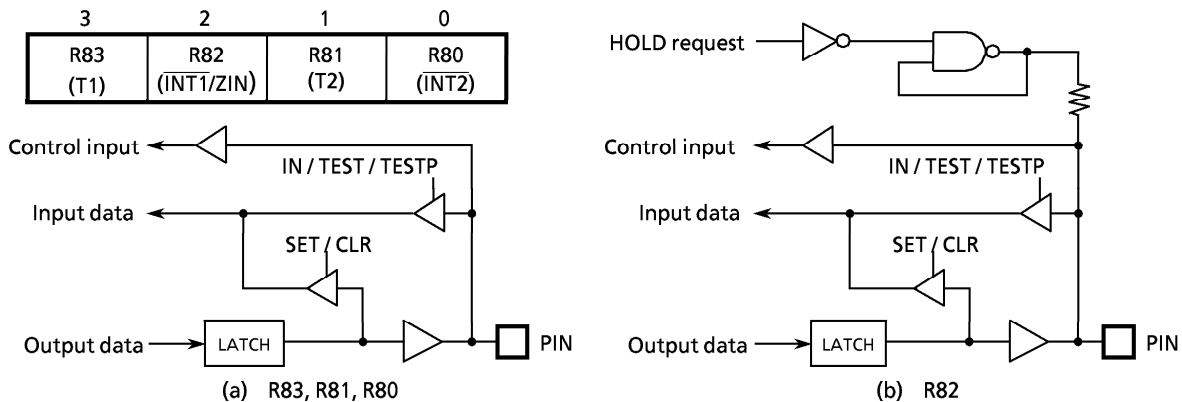 3 2 1 0
R83 R82 R81 R80
(T1) (INT1/ZIN) (T2) (INT2)
Control input
IN / TEST / TESTP
Input data
SET / CLR
Output data
LATCH
PIN
(a) R83, R81, R80
HOLD request
Control input
IN / TEST / TESTP
Input data
SET / CLR
Output data
LATCH
PIN
(b) R82